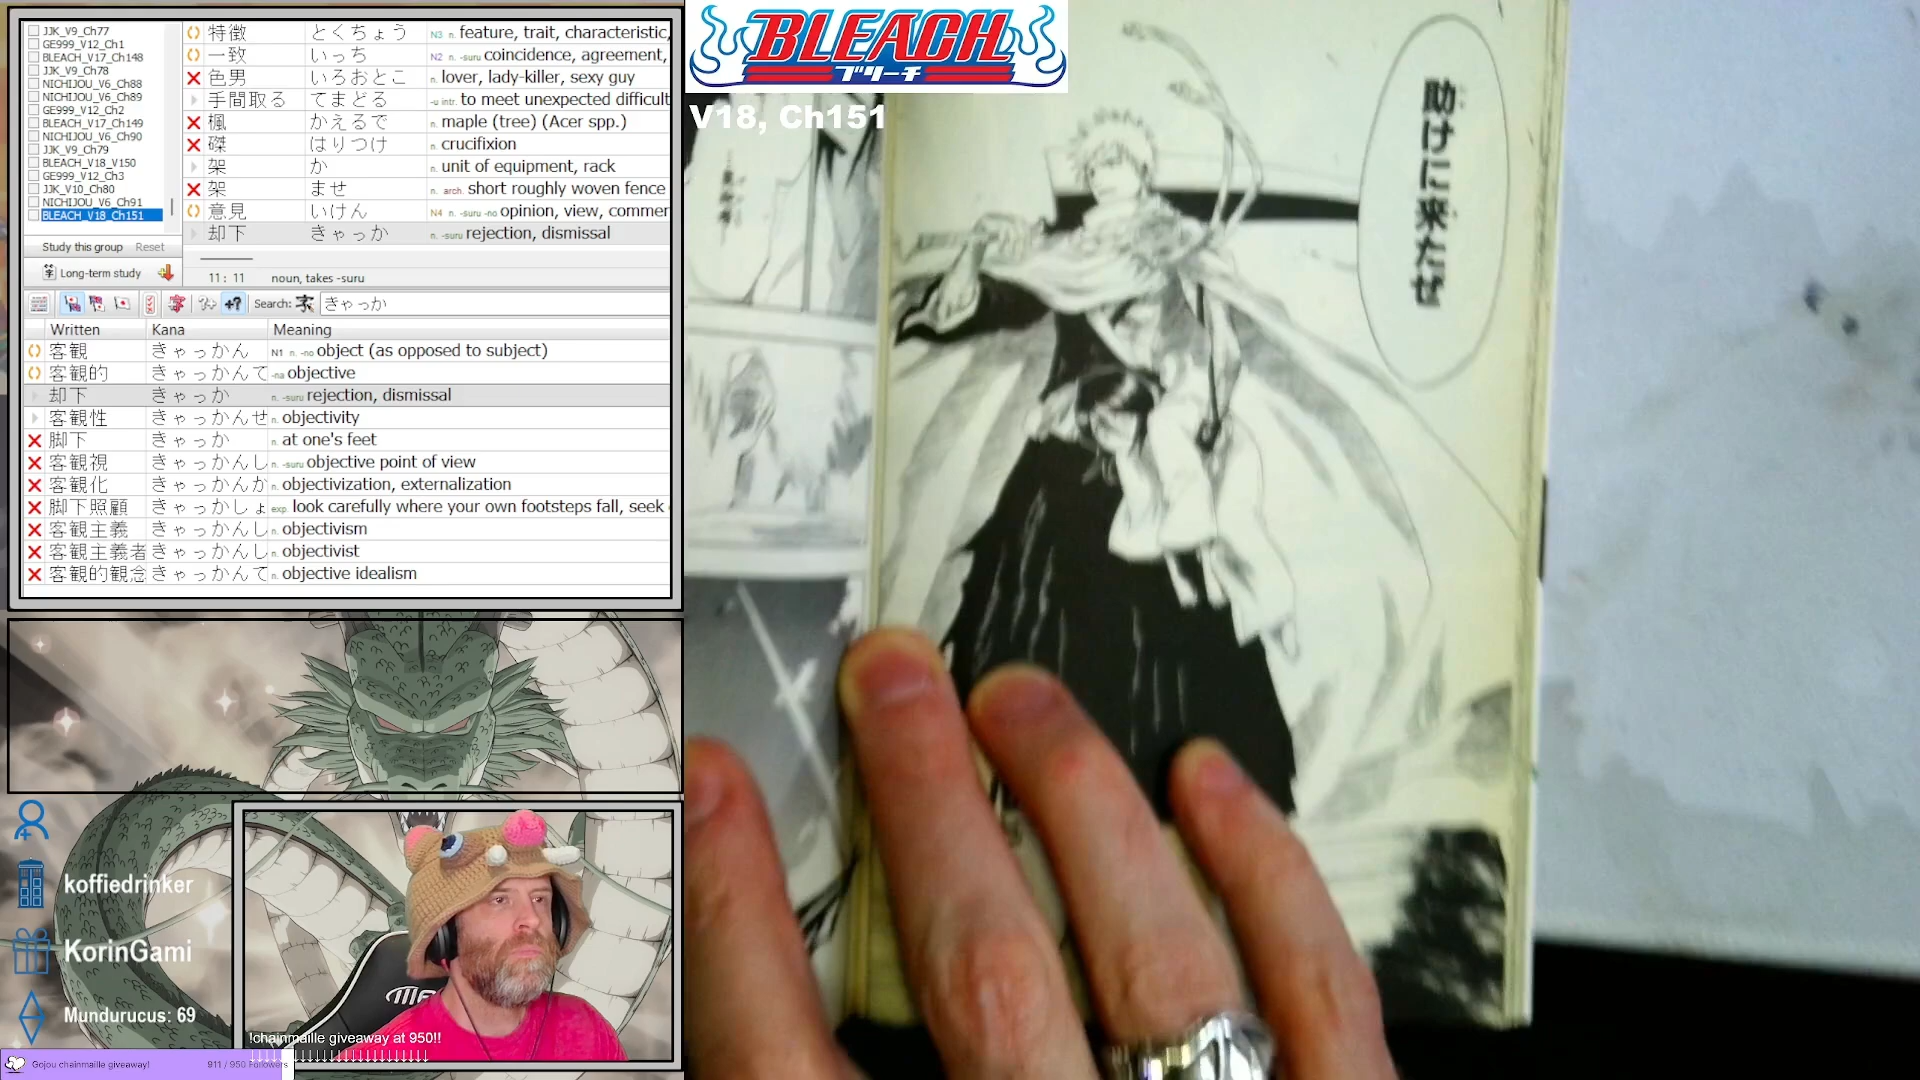 JJK_V9_Ch77
GE999_V12_Ch1
BLEACH_V17_Ch148
JJK_V9_Ch78
NICHIJOU_V6_Ch88
NICHIJOU_V6_Ch89
GE999_V12_Ch2
BLEACH_V17_Ch149
NICHIJOU_V6_Ch90
JJK_V9_Ch79
BLEACH_V18_V150
GE999_V12_Ch3
JJK_V10_Ch80
NICHIJOU_V6_Ch91
BLEACH_V18_Ch151
Study this group Reset
Long-term study
特徴 とくちょう N3 n. feature, trait, characteristic,
一致 いっち N2 n. -suru coincidence, agreement,
色男 いろおとこ n. lover, lady-killer, sexy guy
手間取る てまどる -u intr. to meet unexpected difficult
楓 かえるで n. maple (tree) (Acer spp.)
磔 はりつけ n. crucifixion
架 か n. unit of equipment, rack
架 ませ n. arch. short roughly woven fence
意見 いけん N4 n. -suru -no opinion, view, commer
却下 きゃっか n. -suru rejection, dismissal
11: 11 noun, takes -suru
Search: きゃっか
Written Kana Meaning
客観 きゃっかん N1 n. -no object (as opposed to subject)
客観的 きゃっかんて -na objective
却下 きゃっか n. -suru rejection, dismissal
客観性 きゃっかんせ n. objectivity
脚下 きゃっか n. at one's feet
客観視 きゃっかんし n. -suru objective point of view
客観化 きゃっかんか n. objectivization, externalization
脚下照顧 きゃっかしょ exp. look carefully where your own footsteps fall, seek
客観主義 きゃっかんし n. objectivism
客観主義者 きゃっかんし n. objectivist
客観的観念 きゃっかんて n. objective idealism
BLEACH
ブリーチ
V18, Ch151
助けに来たぜ
koffiedrinker
KorinGami
Mundurucus: 69
!chainmaille giveaway at 950!!
Gojou chainmaille giveaway! 911 / 950 Followers